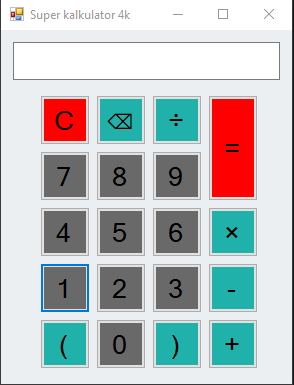 Super kalkulator 4k
C ⌫ ÷ =
7 8 9
4 5 6 ×
1 2 3 -
( 0 ) +